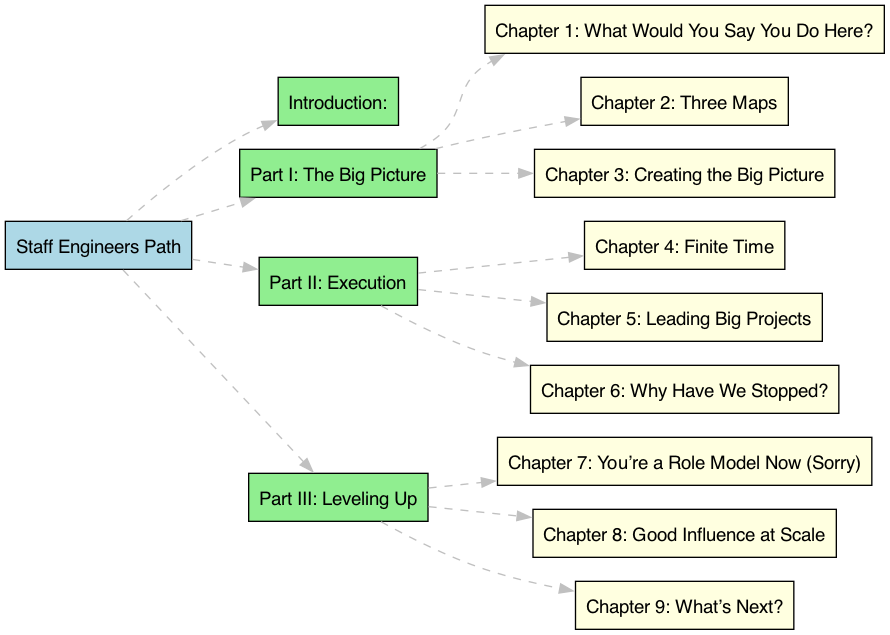 Chapter 1: What Would You Say You Do Here?
Introduction:
Chapter 2: Three Maps
Part I: The Big Picture
Chapter 3: Creating the Big Picture
Staff Engineers Path
Chapter 4: Finite Time
Part II: Execution
Chapter 5: Leading Big Projects
Chapter 6: Why Have We Stopped?
Chapter 7: You’re a Role Model Now (Sorry)
Part III: Leveling Up
Chapter 8: Good Influence at Scale
Chapter 9: What’s Next?